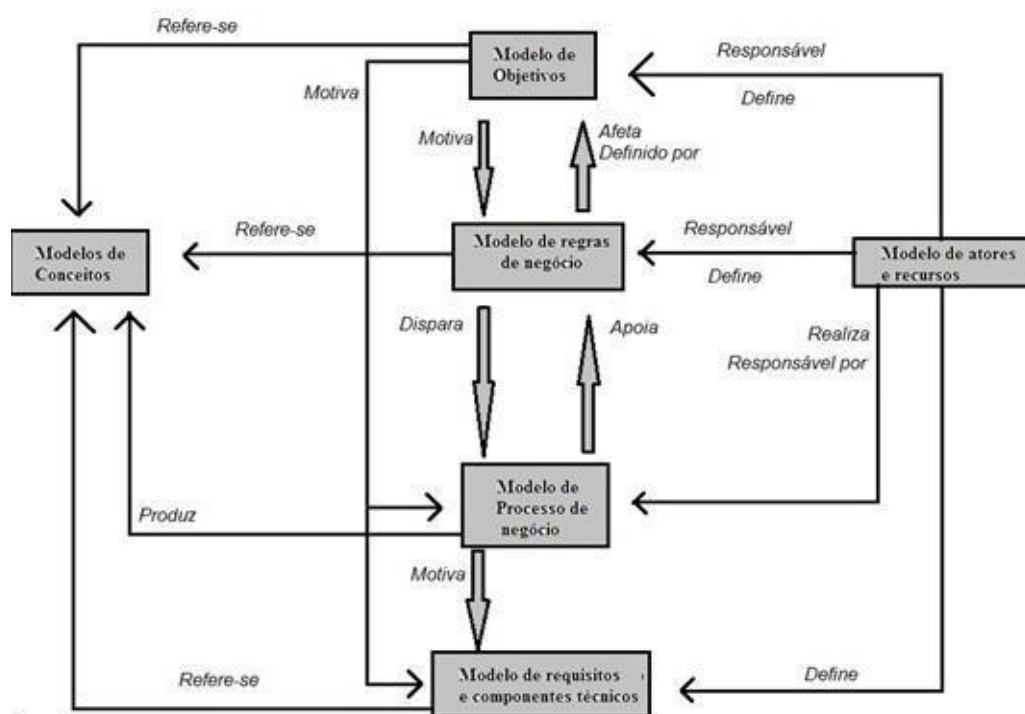 Refere-se
Modelo de
Objetivos
Responsável
Motiva
Define
Motiva
Afeta
Definido por
Modelos de
Conceitos
Refere-se
Modelo de regras
de negócio
Responsável
Define
Modelo de atores
e recursos
Dispara
Apoia
Realiza
Responsável por
Modelo de
Processo de
negócio
Produz
Motiva
Refere-se
Modelo de requisitos
e componentes técnicos
Define